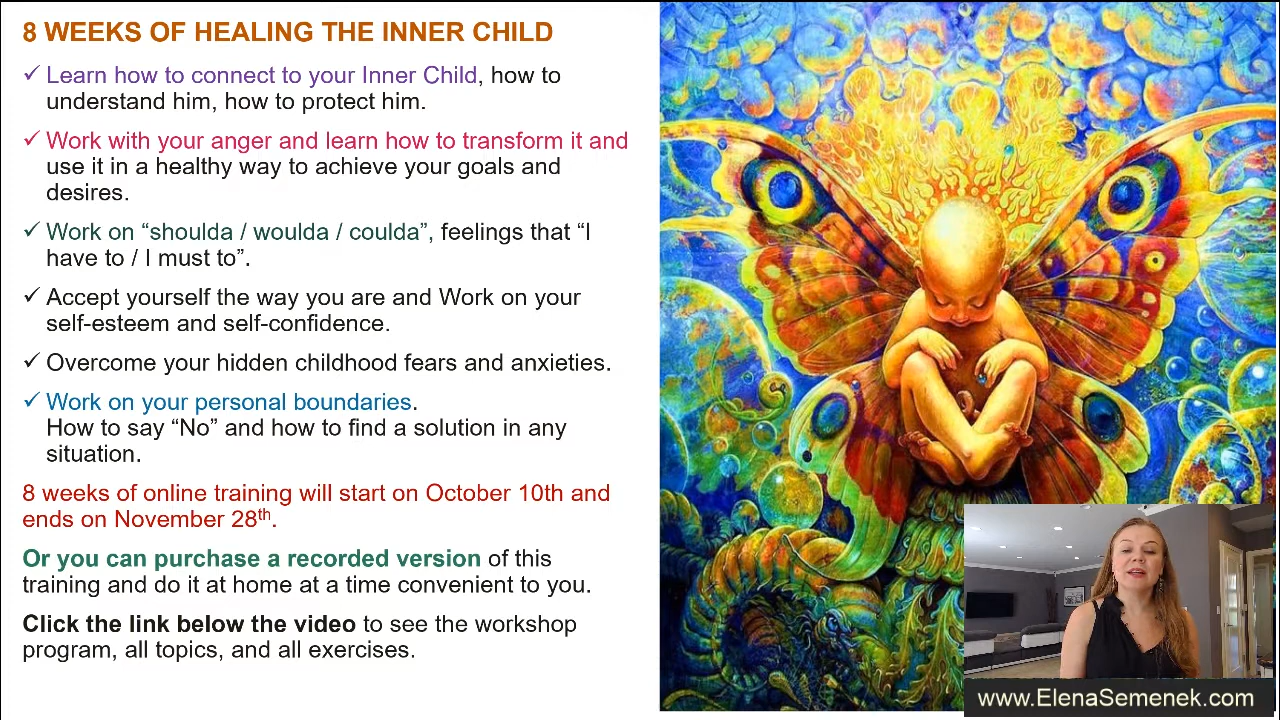 8 WEEKS OF HEALING THE INNER CHILD
✓ Learn how to connect to your Inner Child, how to
understand him, how to protect him.
✓ Work with your anger and learn how to transform it and
use it in a healthy way to achieve your goals and
desires.
✓ Work on “shoulda / woulda / coulda”, feelings that “I
have to / I must to”.
✓ Accept yourself the way you are and Work on your
self-esteem and self-confidence.
✓ Overcome your hidden childhood fears and anxieties.
✓ Work on your personal boundaries.
How to say “No” and how to find a solution in any
situation.
8 weeks of online training will start on October 10th and
ends on November 28th.
Or you can purchase a recorded version of this
training and do it at home at a time convenient to you.
Click the link below the video to see the workshop
program, all topics, and all exercises.
www.ElenaSemenek.com